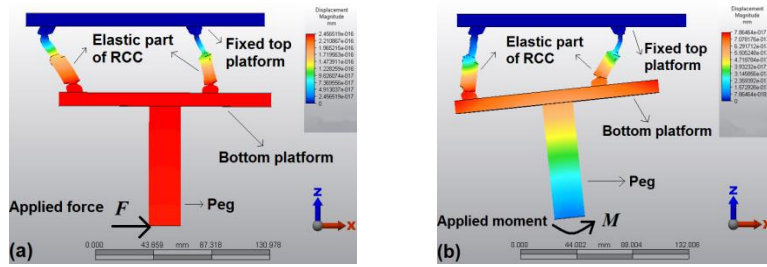 Displacement
Magnitude
mm
Elastic part
of RCC
Fixed top
platform
Bottom platform
Peg
Applied force F
Z
X
(a)
0.000 43.659 mm 87.318 130.978
Displacement
Magnitude
mm
Elastic part
of RCC
Fixed top
platform
Bottom platform
Peg
Applied moment M
Z
X
(b)
0.000 44.002 mm 88.004 132.006